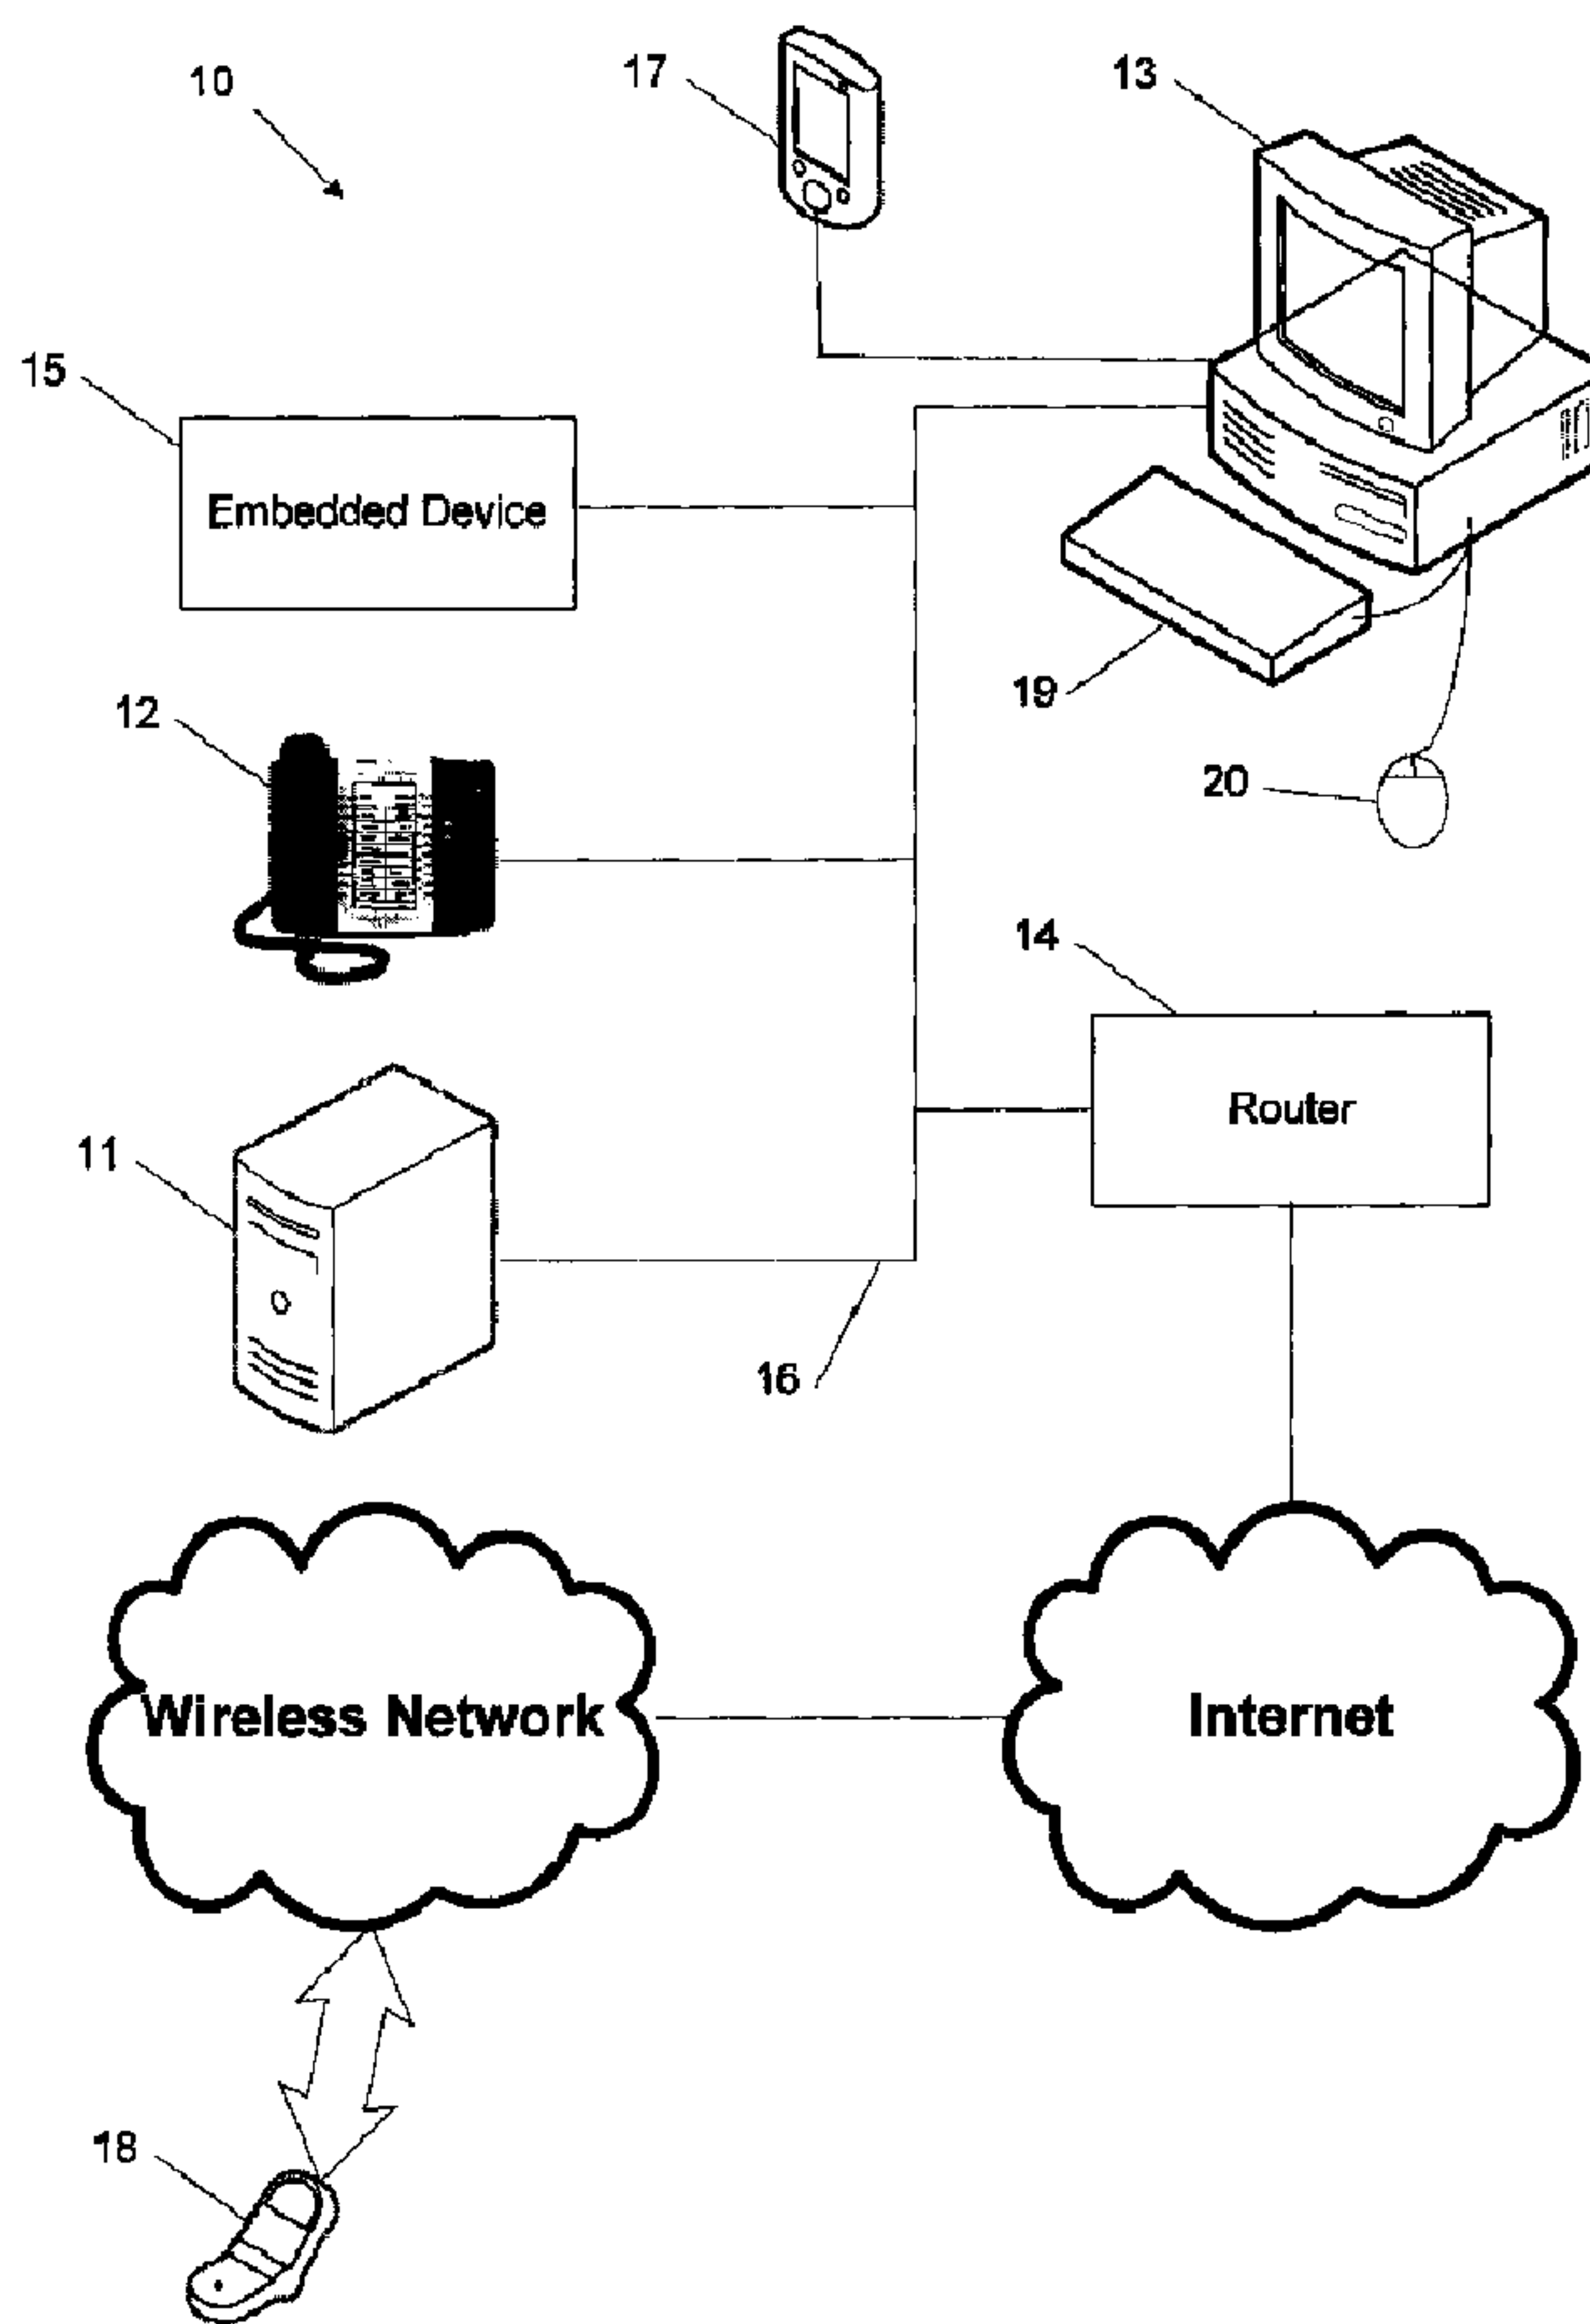 10
17
13
15
Embedded Device
12
19
20
14
Router
11
16
Wireless Network
Internet
18